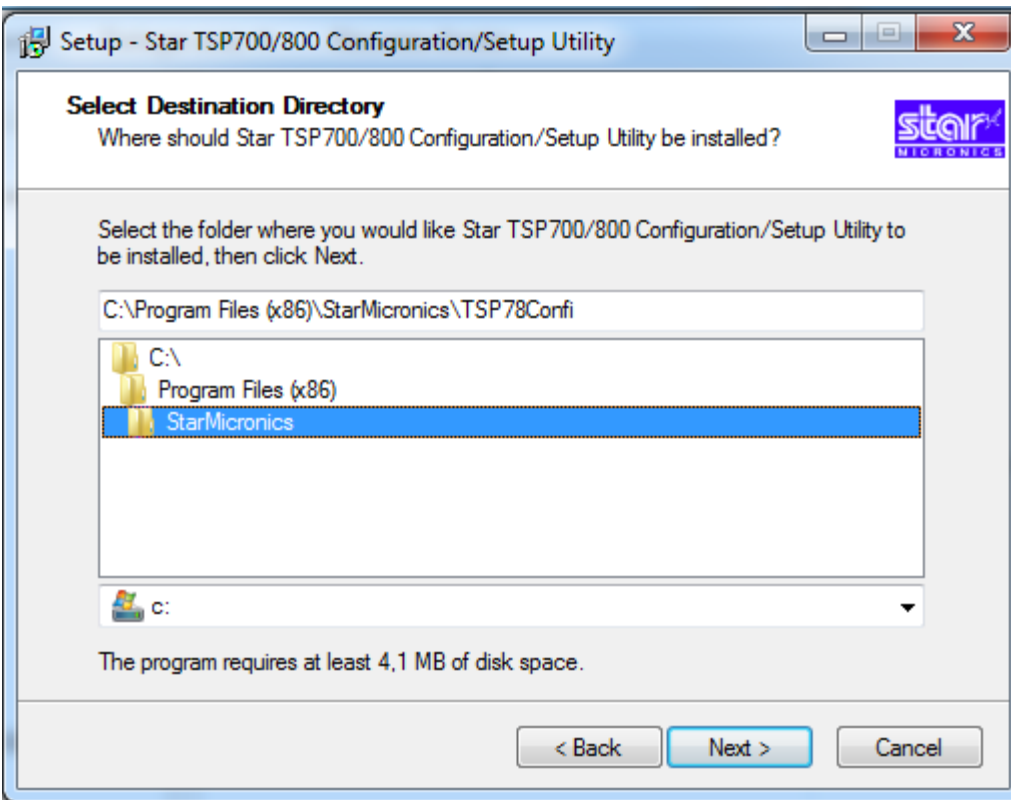 Setup - Star TSP700/800 Configuration/Setup Utility
Select Destination Directory
Where should Star TSP700/800 Configuration/Setup Utility be installed?
star
MICRONICS
Select the folder where you would like Star TSP700/800 Configuration/Setup Utility to
be installed, then click Next.
C:\Program Files (x86)\StarMicronics\TSP78Confi
C:\
Program Files (x86)
StarMicronics
c:
The program requires at least 4,1 MB of disk space.
< Back Next > Cancel